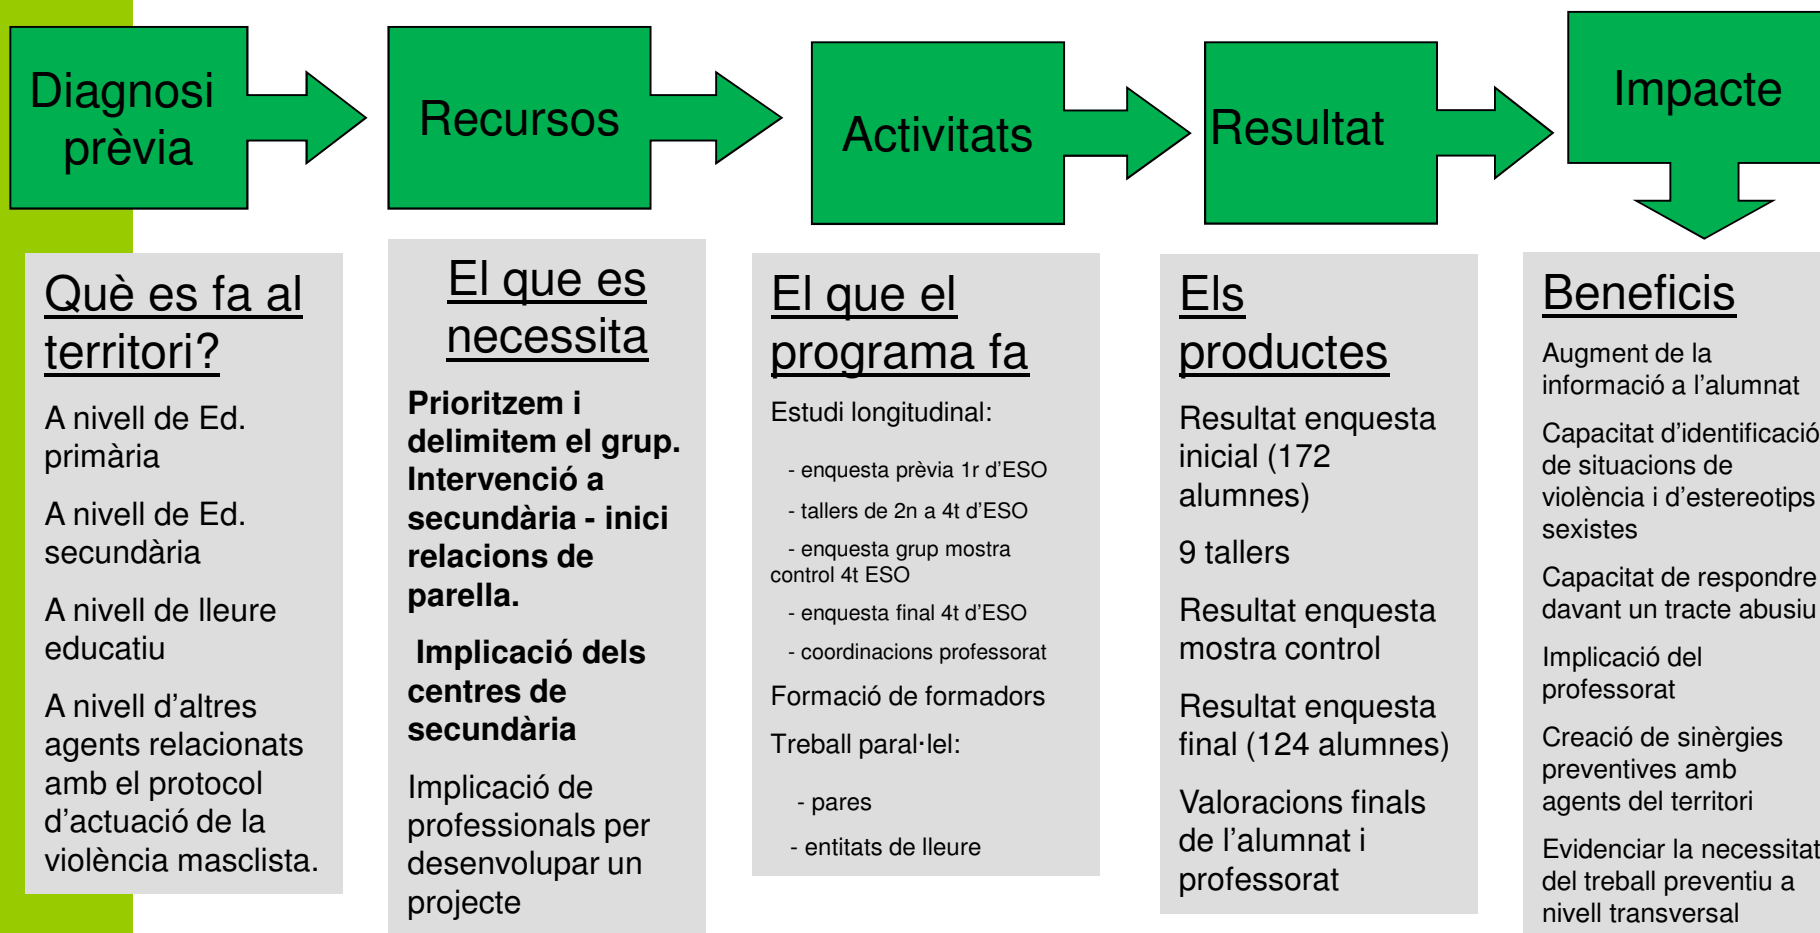 Diagnosi
prèvia
Recursos
Activitats
Resultat
Impacte
Què es fa al
territori?
A nivell de Ed.
primària
A nivell de Ed.
secundària
A nivell de lleure
educatiu
A nivell d'altres
agents relacionats
amb el protocol
d'actuació de la
violència masclista.
El que es
necessita
Prioritzem i
delimitem el grup.
Intervenció a
secundària - inici
relacions de
parella.
Implicació dels
centres de
secundària
Implicació de
professionals per
desenvolupar un
projecte
El que el
programa fa
Estudi longitudinal:
- enquesta prèvia 1r d'ESO
- tallers de 2n a 4t d'ESO
- enquesta grup mostra
control 4t ESO
- enquesta final 4t d'ESO
- coordinacions professorat
Formació de formadors
Treball paral·lel:
- pares
- entitats de lleure
Els
productes
Resultat enquesta
inicial (172
alumnes)
9 tallers
Resultat enquesta
mostra control
Resultat enquesta
final (124 alumnes)
Valoracions finals
de l'alumnat i
professorat
Beneficis
Augment de la
informació a l'alumnat
Capacitat d'identificació
de situacions de
violència i d'estereotips
sexistes
Capacitat de respondre
davant un tracte abusiu
Implicació del
professorat
Creació de sinèrgies
preventives amb
agents del territori
Evidenciar la necessitat
del treball preventiu a
nivell transversal